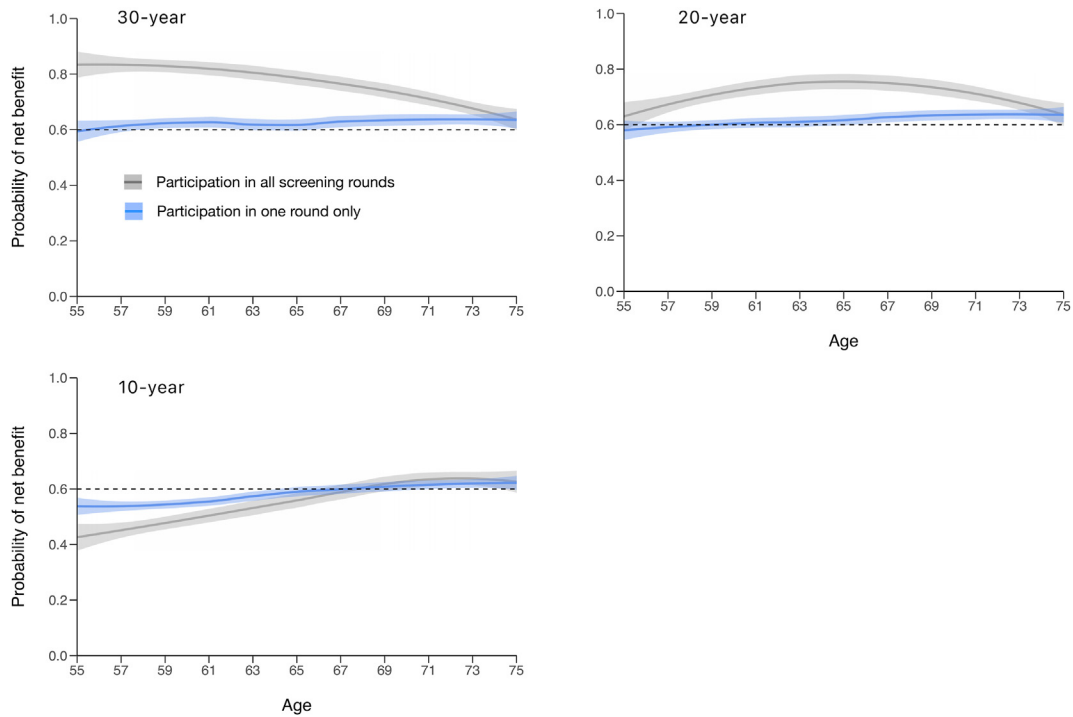 30-year
Probability of net benefit
1.0
0.8
0.6
0.4
0.2
0.0
55 57 59 61 63 65 67 69 71 73 75
Participation in all screening rounds
Participation in one round only
20-year
1.0
0.8
0.6
0.4
0.2
0.0
55 57 59 61 63 65 67 69 71 73 75
Age
10-year
Probability of net benefit
1.0
0.8
0.6
0.4
0.2
0.0
55 57 59 61 63 65 67 69 71 73 75
Age